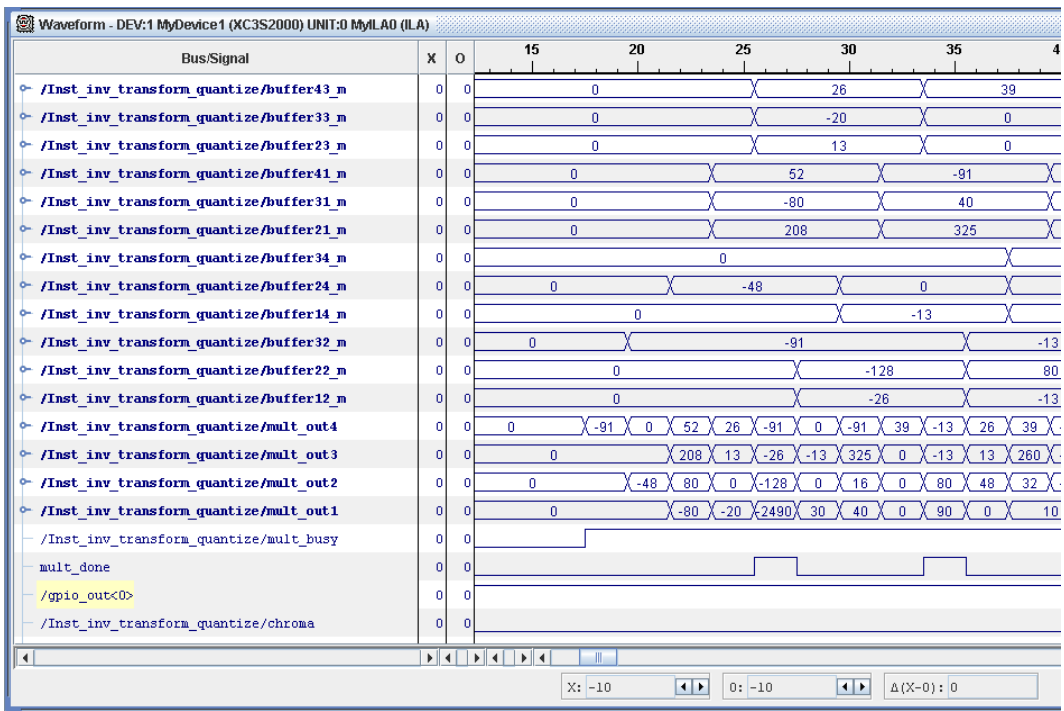 Waveform - DEV:1 MyDevice1 (XC3S2000) UNIT:0 MyILA0 (ILA)
Bus/Signal X O 15 20 25 30 35 4
/Inst_inv_transform_quantize/buffer43_m 0 0 0 26 39
/Inst_inv_transform_quantize/buffer33_m 0 0 0 -20 0
/Inst_inv_transform_quantize/buffer23_m 0 0 0 13 0
/Inst_inv_transform_quantize/buffer41_m 0 0 0 52 -91
/Inst_inv_transform_quantize/buffer31_m 0 0 0 -80 40
/Inst_inv_transform_quantize/buffer21_m 0 0 0 208 325
/Inst_inv_transform_quantize/buffer34_m 0 0 0
/Inst_inv_transform_quantize/buffer24_m 0 0 0 -48 0
/Inst_inv_transform_quantize/buffer14_m 0 0 0 -13
/Inst_inv_transform_quantize/buffer32_m 0 0 0 -91 -13
/Inst_inv_transform_quantize/buffer22_m 0 0 0 -128 80
/Inst_inv_transform_quantize/buffer12_m 0 0 0 -26 -13
/Inst_inv_transform_quantize/mult_out4 0 0 0 -91 0 52 26 -91 0 -91 39 -13 26 39
/Inst_inv_transform_quantize/mult_out3 0 0 0 208 13 -26 -13 325 0 -13 13 260
/Inst_inv_transform_quantize/mult_out2 0 0 0 -48 80 0 -128 0 16 0 80 48 32
/Inst_inv_transform_quantize/mult_out1 0 0 0 -80 -20 -2490 30 40 0 90 0 10
/Inst_inv_transform_quantize/mult_busy 0 0
mult_done 0 0
/gpio_out<0> 0 0
/Inst_inv_transform_quantize/chroma 0 0
X: -10 O: -10 Δ(X-O): 0